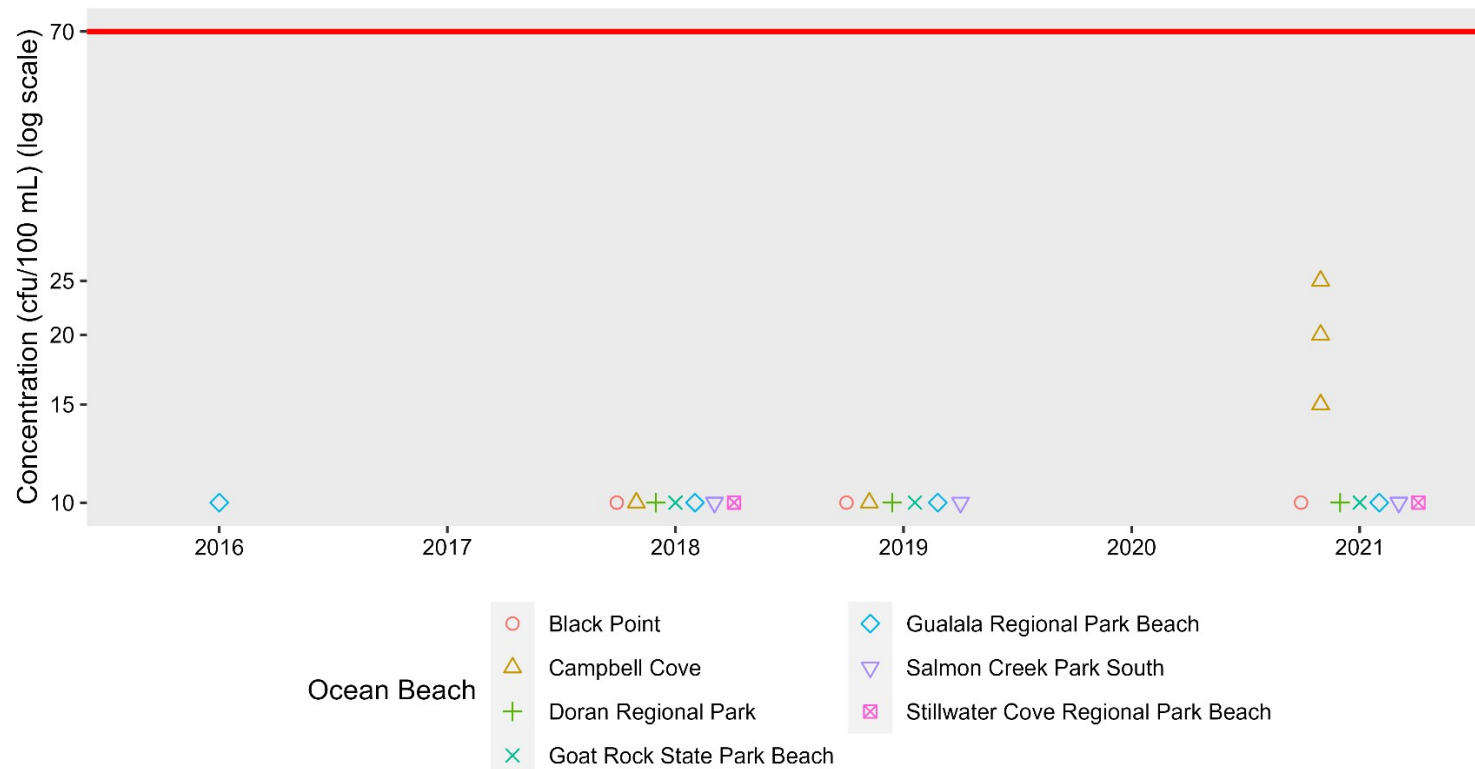 Concentration (cfu/100 mL) (log scale)
70
25
20
15
10
2016 2017 2018 2019 2020 2021
Ocean Beach
Black Point
Campbell Cove
Doran Regional Park
Goat Rock State Park Beach
Gualala Regional Park Beach
Salmon Creek Park South
Stillwater Cove Regional Park Beach